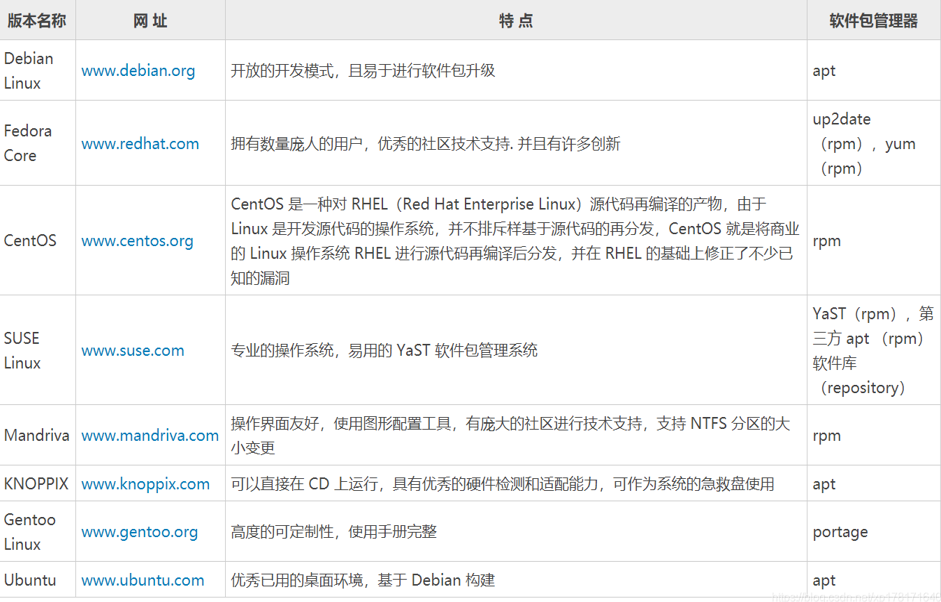 版本名称
网 址
特 点
软件包管理器
Debian
Linux
www.debian.org
开放的开发模式，且易于进行软件包升级
apt
Fedora
Core
www.redhat.com
拥有数量庞人的用户，优秀的社区技术支持. 并且有许多创新
up2date
（rpm），yum
（rpm）
CentOS
www.centos.org
CentOS 是一种对 RHEL（Red Hat Enterprise Linux）源代码再编译的产物，由于
Linux 是开发源代码的操作系统，并不排斥样基于源代码的再分发，CentOS 就是将商业
的 Linux 操作系统 RHEL 进行源代码再编译后分发，并在 RHEL 的基础上修正了不少已
知的漏洞
rpm
SUSE
Linux
www.suse.com
专业的操作系统，易用的 YaST 软件包管理系统
YaST（rpm），第
三方 apt （rpm）
软件库
（repository）
Mandriva
www.mandriva.com
操作界面友好，使用图形配置工具，有庞大的社区进行技术支持，支持 NTFS 分区的大
小变更
rpm
KNOPPIX
www.knoppix.com
可以直接在 CD 上运行，具有优秀的硬件检测和适配能力，可作为系统的急救盘使用
apt
Gentoo
Linux
www.gentoo.org
高度的可定制性，使用手册完整
portage
Ubuntu
www.ubuntu.com
优秀已用的桌面环境，基于 Debian 构建
apt